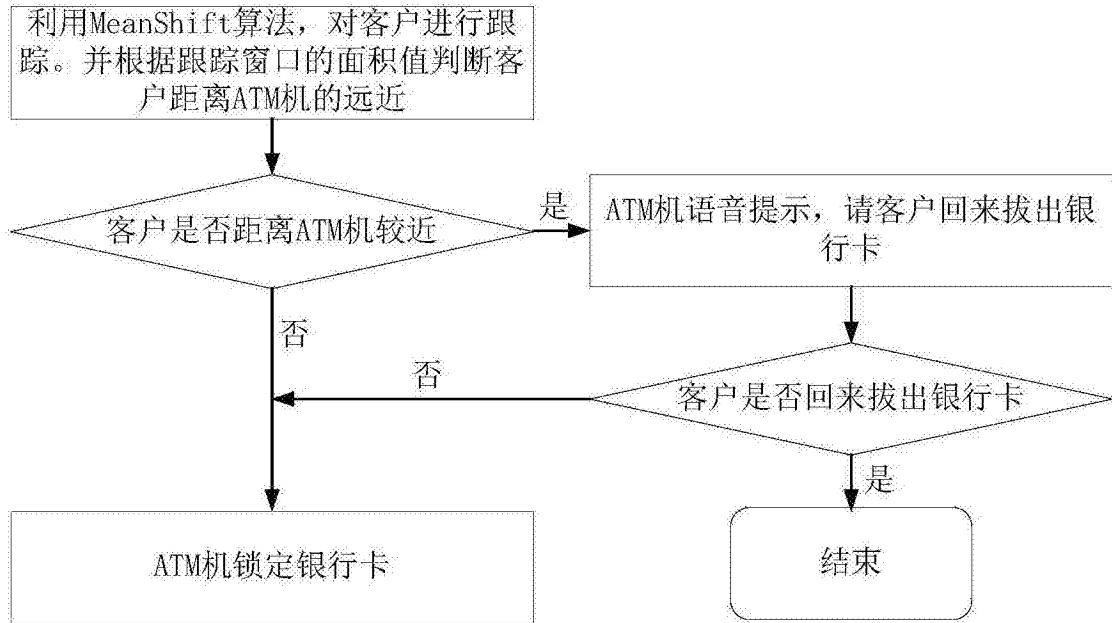 利用MeanShift算法，对客户进行跟
踪。并根据跟踪窗口的面积值判断客
户距离ATM机的远近
客户是否距离ATM机较近
是
ATM机语音提示，请客户回来拔出银
行卡
否
否
客户是否回来拔出银行卡
是
ATM机锁定银行卡
结束